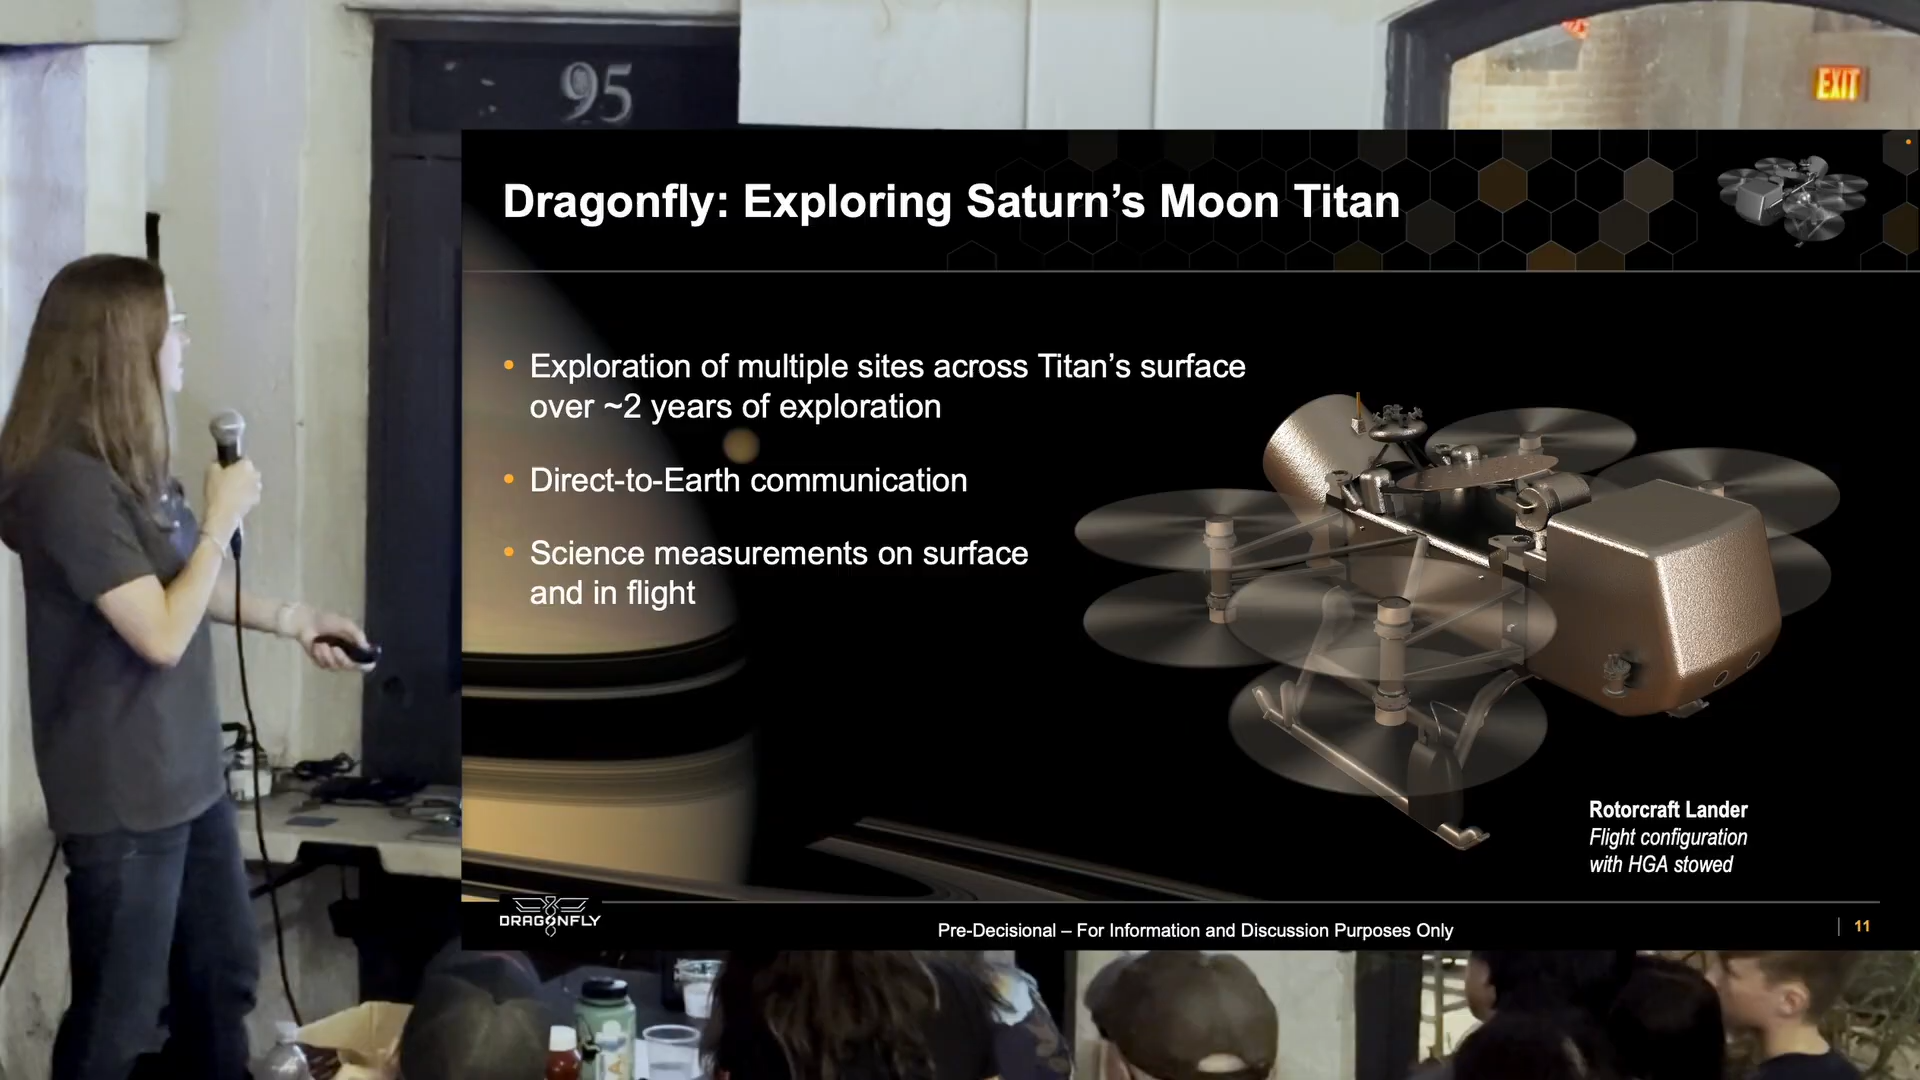 95
EXIT
Dragonfly: Exploring Saturn’s Moon Titan
• Exploration of multiple sites across Titan’s surface
over ~2 years of exploration
• Direct-to-Earth communication
• Science measurements on surface
and in flight
Rotorcraft Lander
Flight configuration
with HGA stowed
DRAGONFLY
Pre-Decisional – For Information and Discussion Purposes Only
11